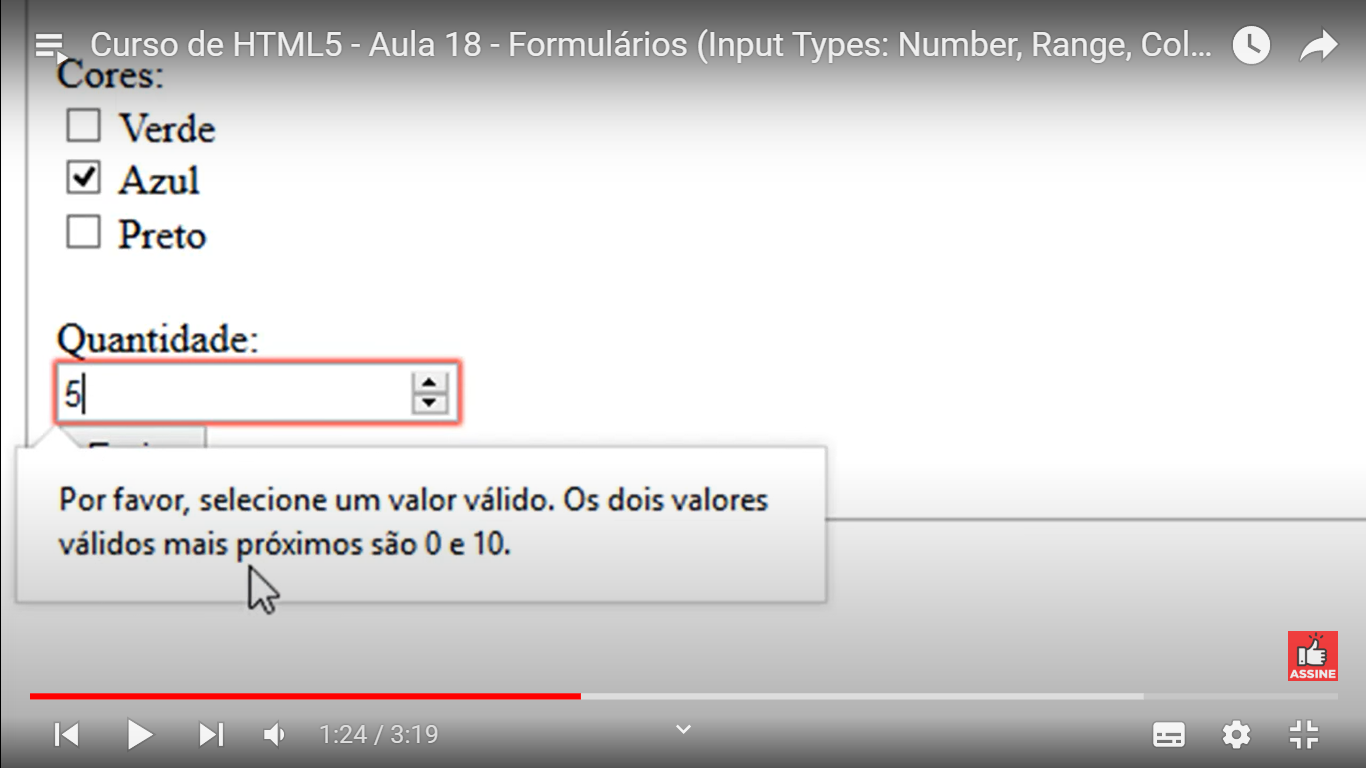 Curso de HTML5 - Aula 18 - Formulários (Input Types: Number, Range, Col...
Cores:
Verde
Azul
Preto
Quantidade:
5
Por favor, selecione um valor válido. Os dois valores
válidos mais próximos são 0 e 10.
ASSINE
1:24 / 3:19